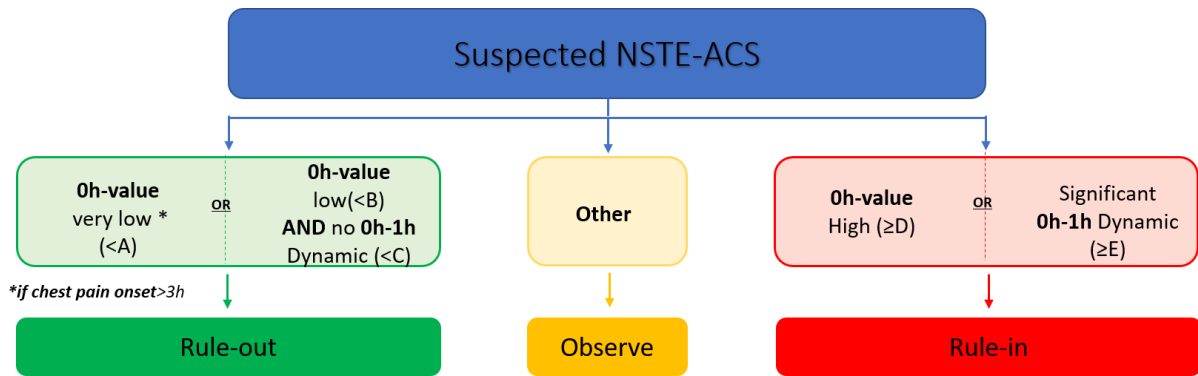 Suspected NSTE-ACS
0h-value
very low *
(<A)
OR
0h-value
low(<B)
AND no 0h-1h
Dynamic (<C)
Other
0h-value
High (≥D)
OR
Significant
0h-1h Dynamic
(≥E)
*if chest pain onset>3h
Rule-out
Observe
Rule-in